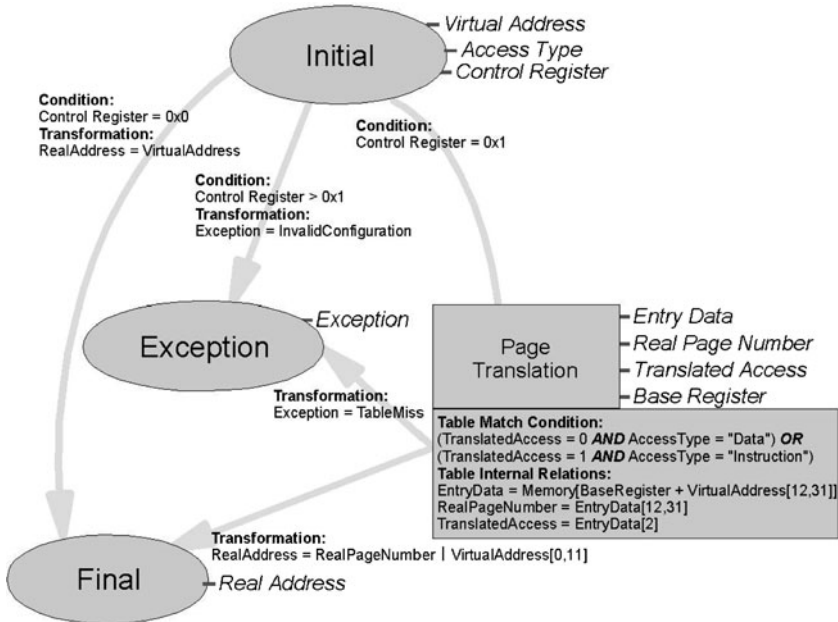 Initial
Virtual Address
Access Type
Control Register
Condition:
Control Register = 0x0
Transformation:
RealAddress = VirtualAddress
Condition:
Control Register = 0x1
Condition:
Control Register > 0x1
Transformation:
Exception = InvalidConfiguration
Exception
Exception
Page
Translation
Entry Data
Real Page Number
Translated Access
Base Register
Transformation:
Exception = TableMiss
Table Match Condition:
(TranslatedAccess = 0 AND AccessType = "Data") OR
(TranslatedAccess = 1 AND AccessType = "Instruction")
Table Internal Relations:
EntryData = Memory[BaseRegister + VirtualAddress[12,31]]
RealPageNumber = EntryData[12,31]
TranslatedAccess = EntryData[2]
Transformation:
RealAddress = RealPageNumber | VirtualAddress[0,11]
Final
Real Address